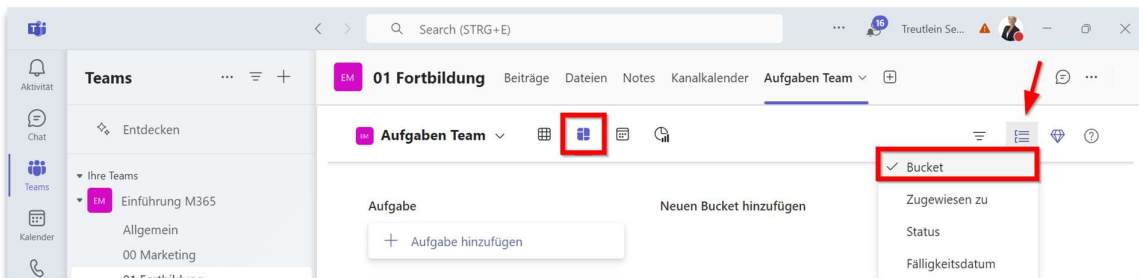 Search (STRG+E)
16
Treutlein Se...
Aktivität
Chat
Teams
Kalender
Teams
Entdecken
Ihre Teams
EM Einführung M365
Allgemein
00 Marketing
01 Fortbildung
EM 01 Fortbildung Beiträge Dateien Notes Kanalkalender Aufgaben Team
EM Aufgaben Team
Bucket
Zugewiesen zu
Status
Fälligkeitsdatum
Aufgabe
Neuen Bucket hinzufügen
Aufgabe hinzufügen